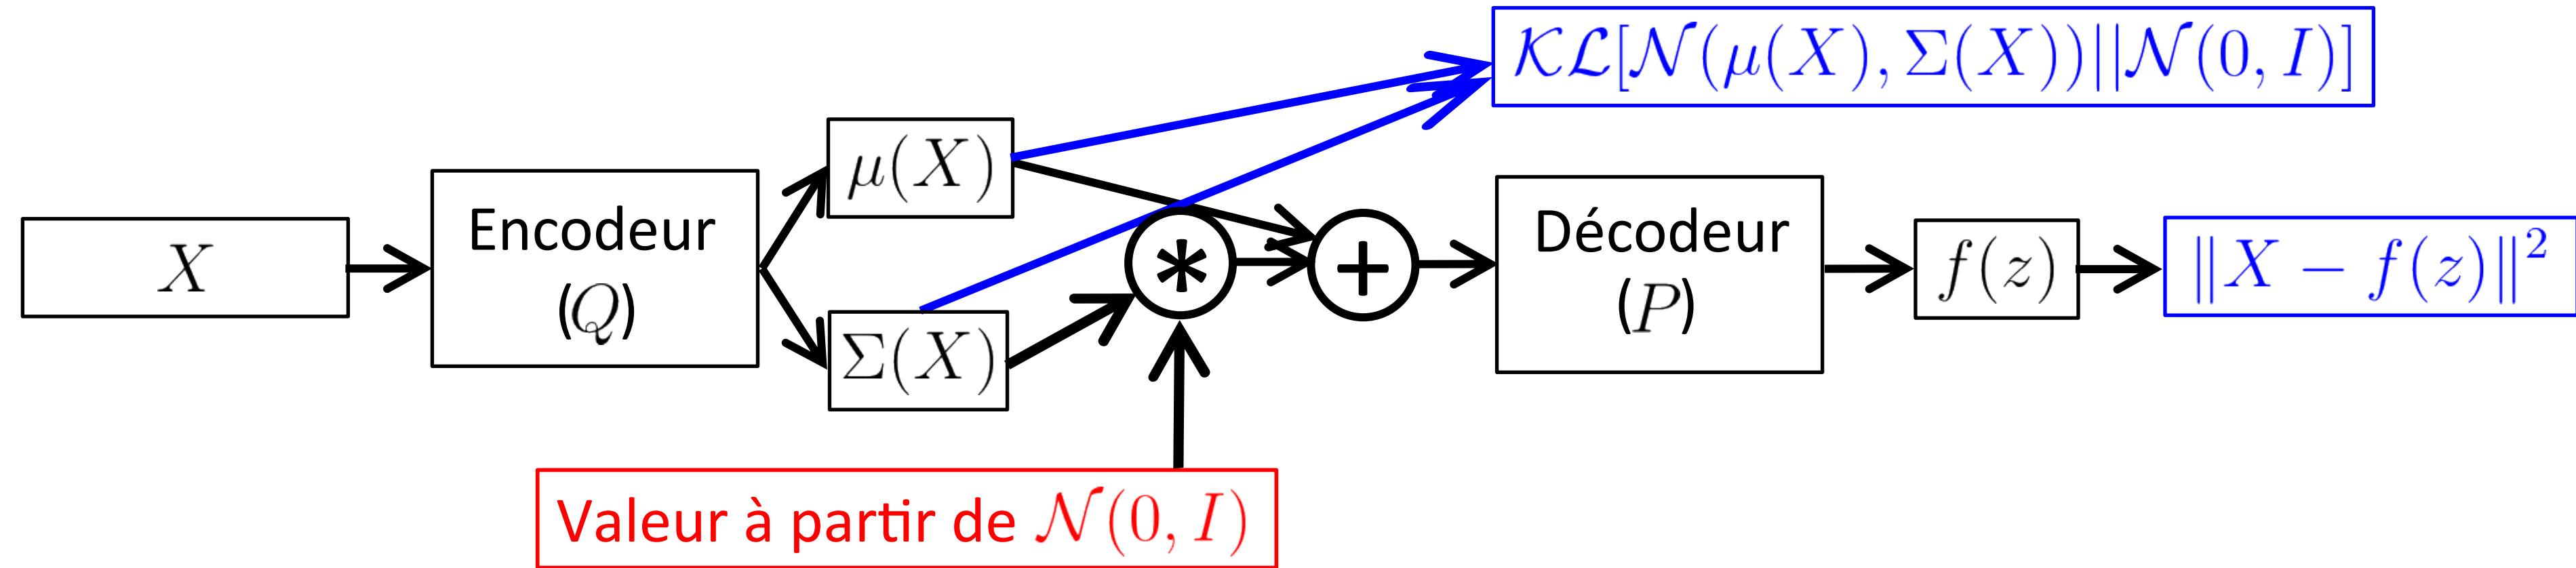 𝒦ℒ[𝒩(μ(X), Σ(X))||𝒩(0, I)]
μ(X)
X
Encodeur
(Q)
Σ(X)
*
+
Décodeur
(P)
f(z)
‖X − f(z)‖²
Valeur à partir de 𝒩(0, I)